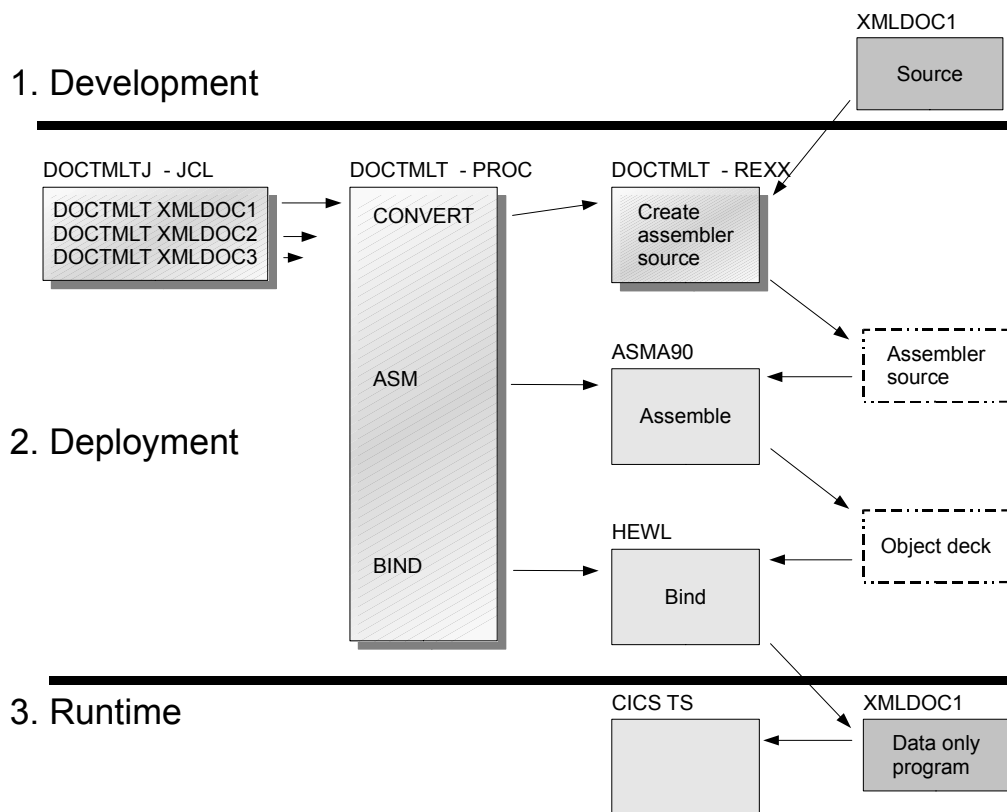 XMLDOC1
Source
1. Development
DOCTMLTJ - JCL
DOCTMLT XMLDOC1
DOCTMLT XMLDOC2
DOCTMLT XMLDOC3
DOCTMLT - PROC
CONVERT
ASM
BIND
DOCTMLT - REXX
Create
assembler
source
Assembler
source
ASMA90
Assemble
2. Deployment
Object deck
HEWL
Bind
3. Runtime
CICS TS
XMLDOC1
Data only
program